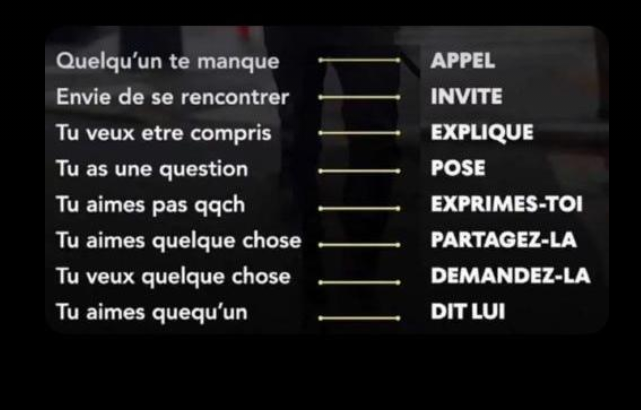 Quelqu'un te manque APPEL
Envie de se rencontrer INVITE
Tu veux etre compris EXPLIQUE
Tu as une question POSE
Tu aimes pas qqch EXPRIMES-TOI
Tu aimes quelque chose PARTAGEZ-LA
Tu veux quelque chose DEMANDEZ-LA
Tu aimes quequ'un DIT LUI